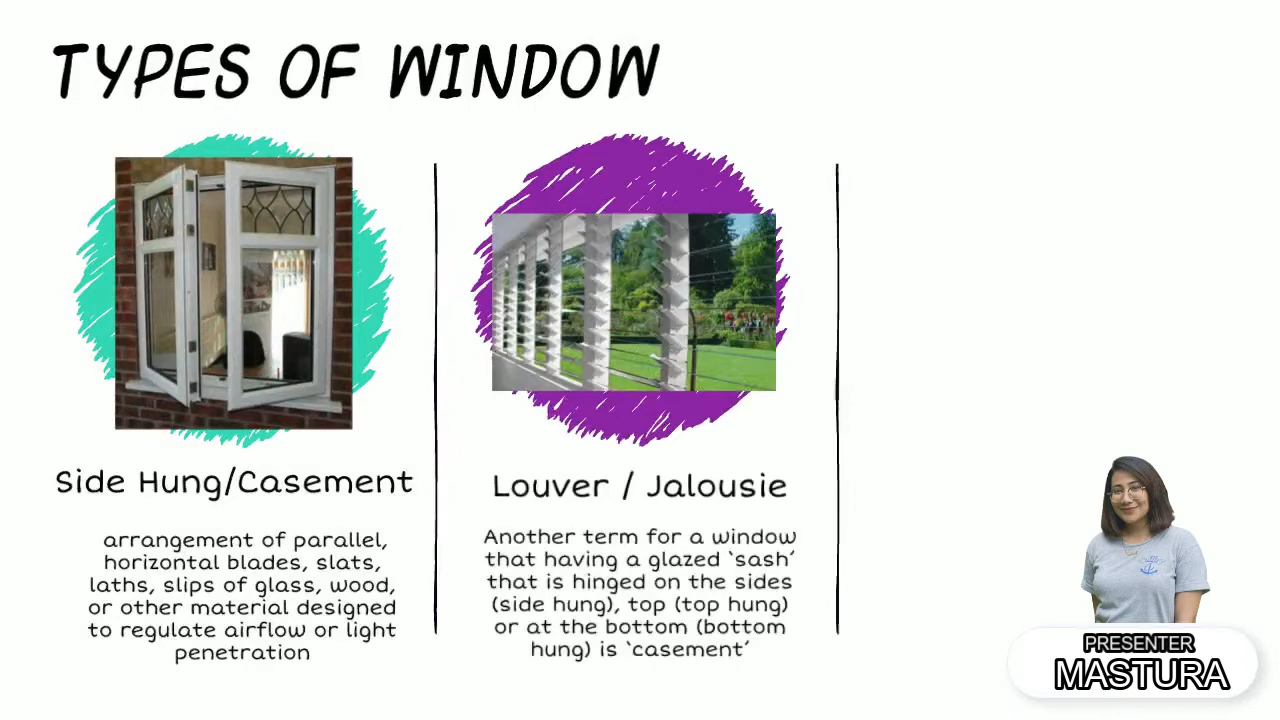 TYPES OF WINDOW
Side Hung/Casement
arrangement of parallel,
horizontal blades, slats,
laths, slips of glass, wood,
or other material designed
to regulate airflow or light
penetration
Louver / Jalousie
Another term for a window
that having a glazed ‘sash’
that is hinged on the sides
(side hung), top (top hung)
or at the bottom (bottom
hung) is ‘casement’
PRESENTER
MASTURA